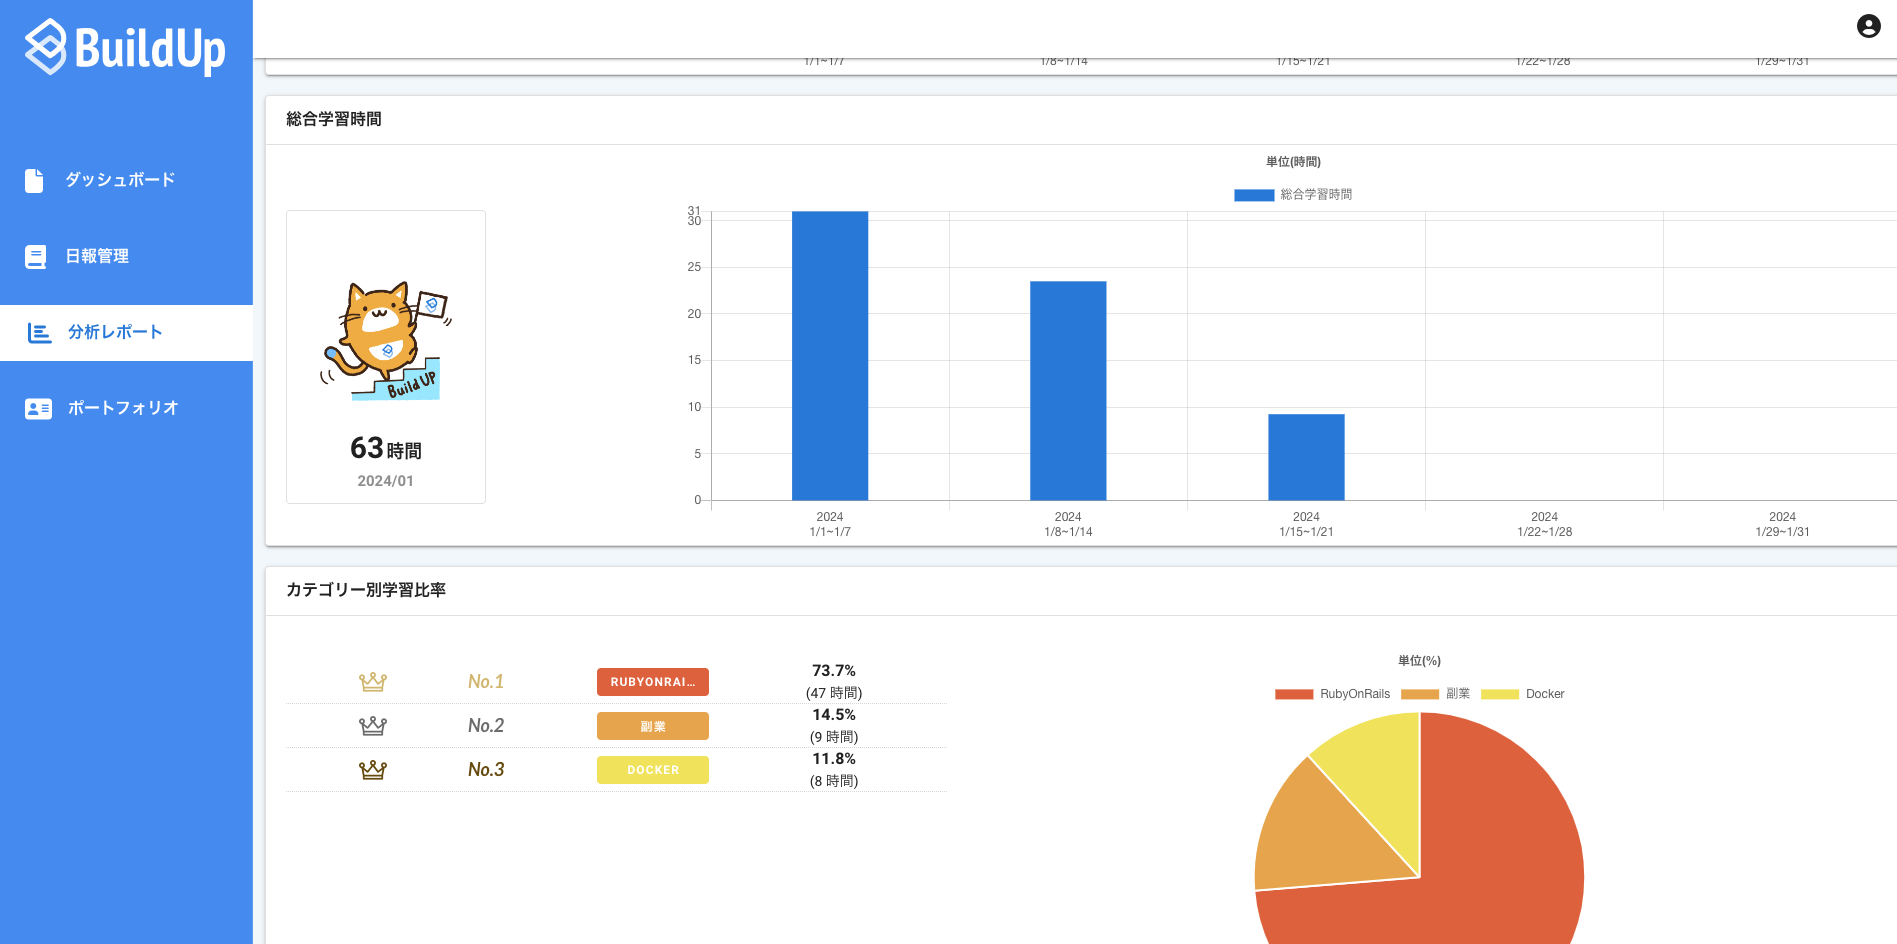 BuildUp
ダッシュボード
日報管理
分析レポート
ポートフォリオ
1/1~1/7 1/8~1/14 1/15~1/21 1/22~1/28 1/29~1/31
総合学習時間
単位(時間)
総合学習時間
31
30
25
20
15
10
5
0
2024 2024 2024 2024 2024
1/1~1/7 1/8~1/14 1/15~1/21 1/22~1/28 1/29~1/31
Build UP
63時間
2024/01
カテゴリー別学習比率
No.1 RUBYONRAI... 73.7%
(47 時間)
No.2 副業 14.5%
(9 時間)
No.3 DOCKER 11.8%
(8 時間)
単位(%)
RubyOnRails 副業 Docker